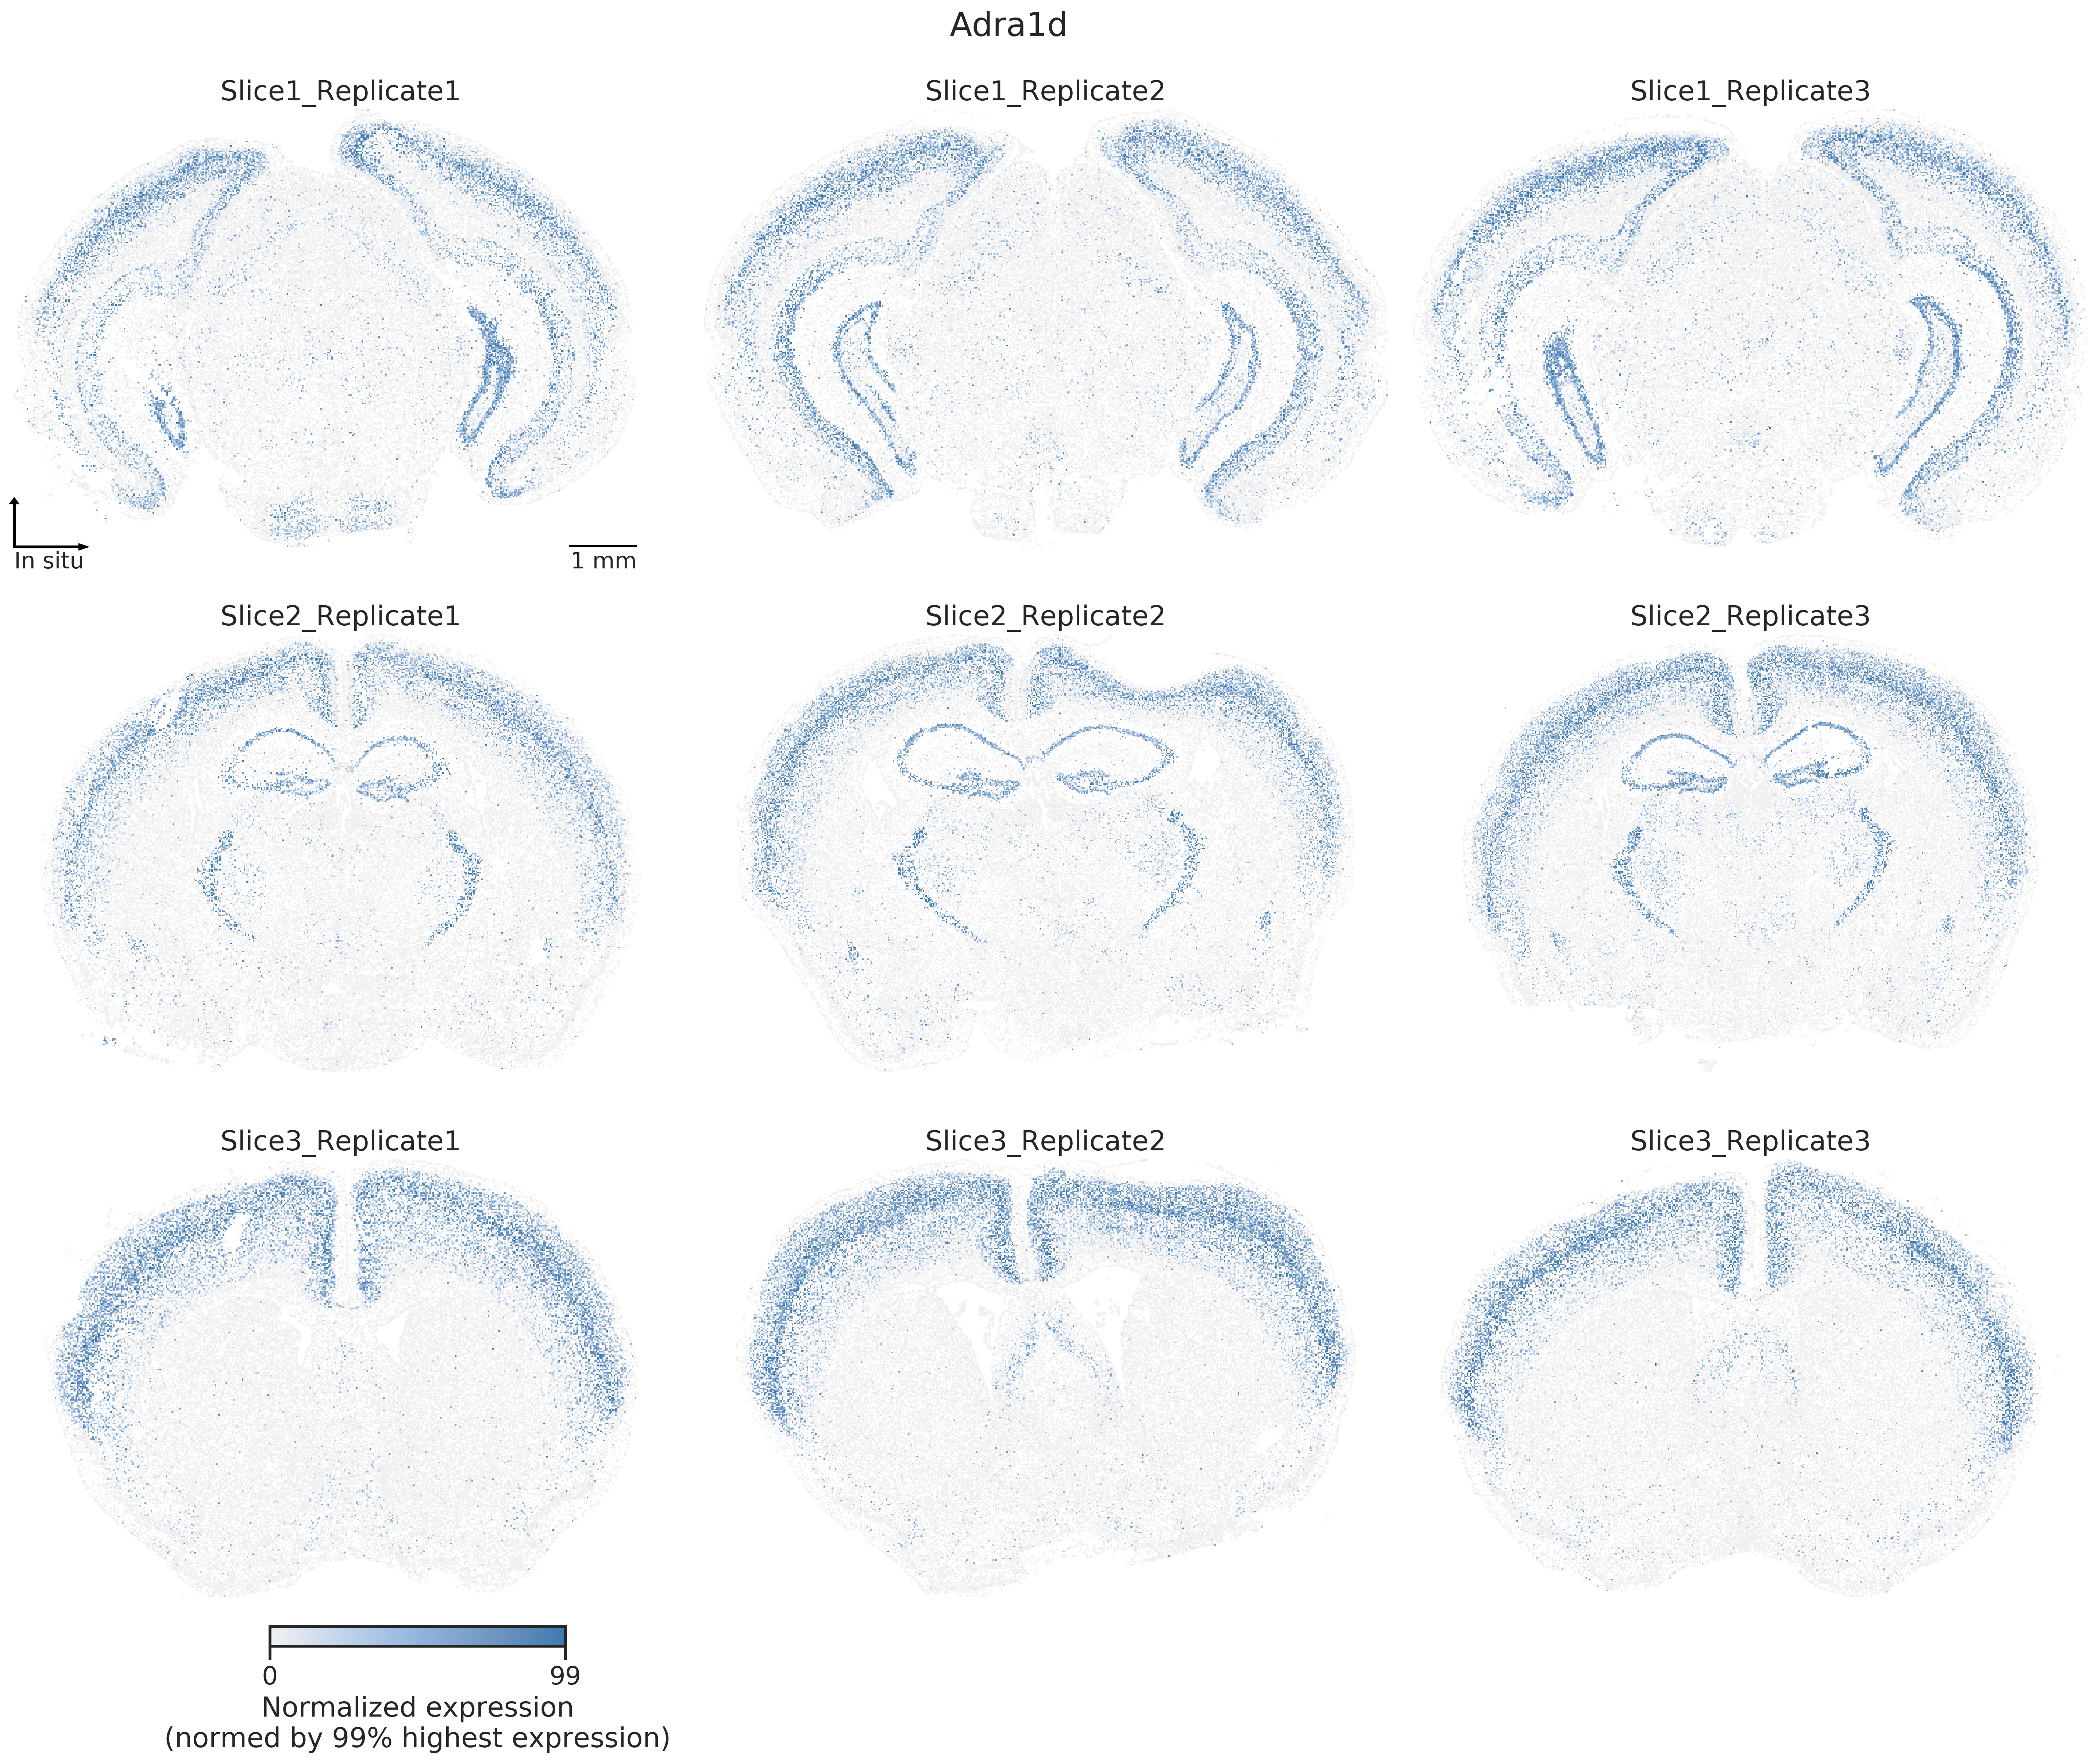 Adra1d
Slice1_Replicate1
Slice1_Replicate2
Slice1_Replicate3
In situ
1 mm
Slice2_Replicate1
Slice2_Replicate2
Slice2_Replicate3
Slice3_Replicate1
Slice3_Replicate2
Slice3_Replicate3
0
99
Normalized expression
(normed by 99% highest expression)